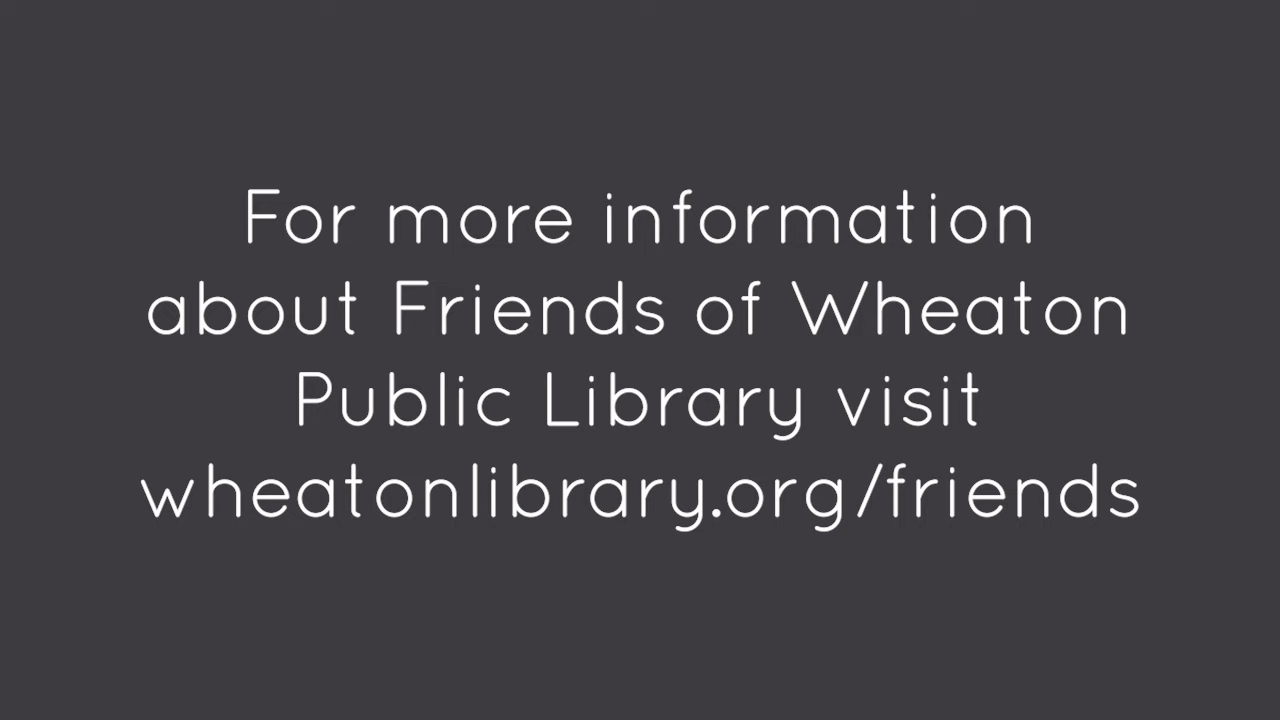 For more information
about Friends of Wheaton
Public Library visit
wheatonlibrary.org/friends